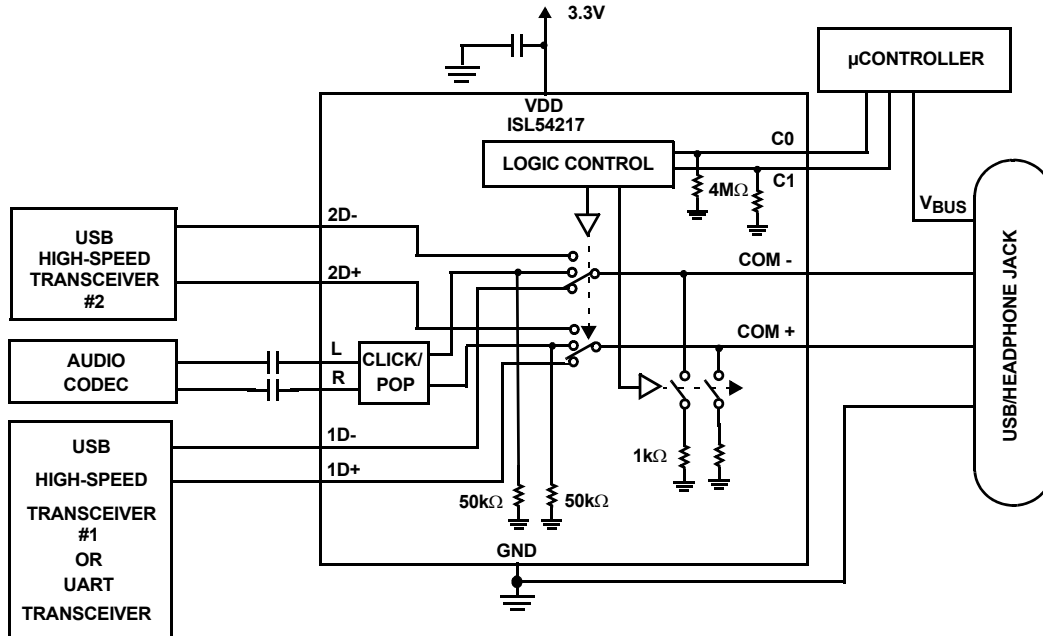 3.3V
µCONTROLLER
VDD
ISL54217
LOGIC CONTROL
C0
C1
4MΩ
VBUS
USB/HEADPHONE JACK
2D-
2D+
USB
HIGH-SPEED
TRANSCEIVER
#2
COM -
COM +
AUDIO
CODEC
L
R
CLICK/
POP
1D-
1D+
USB
HIGH-SPEED
TRANSCEIVER
#1
OR
UART
TRANSCEIVER
50kΩ
50kΩ
1kΩ
GND